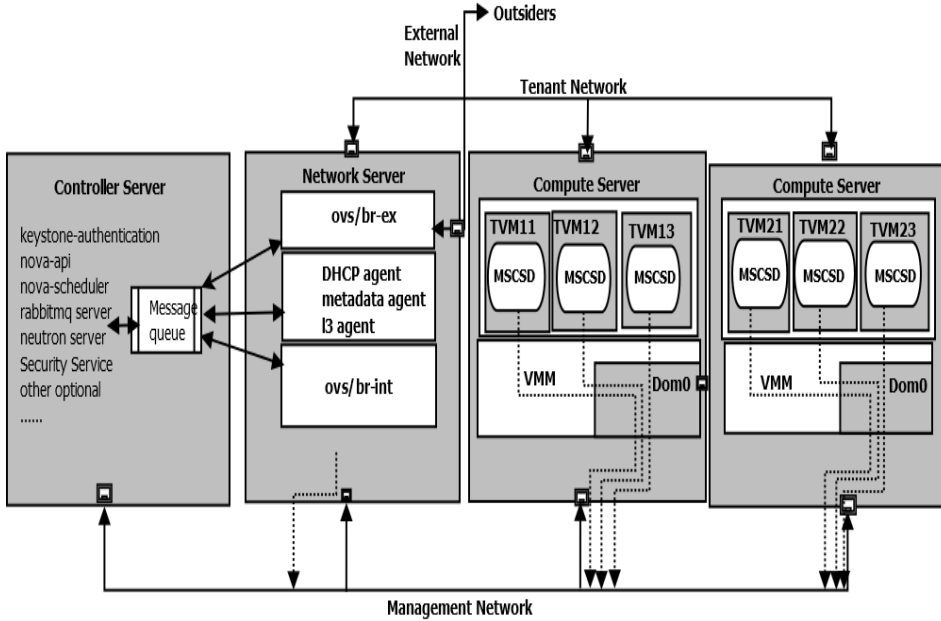 Outsiders
External
Network
Tenant Network
Controller Server
keystone-authentication
nova-api
nova-scheduler
rabbitmq server
neutron server
Security Service
other optional
......
Message
queue
Network Server
ovs/br-ex
DHCP agent
metadata agent
l3 agent
ovs/br-int
Compute Server
TVM11
TVM12
TVM13
MSCSD
MSCSD
MSCSD
VMM
Dom0
Compute Server
TVM21
TVM22
TVM23
MSCSD
MSCSD
MSCSD
VMM
Dom0
Management Network